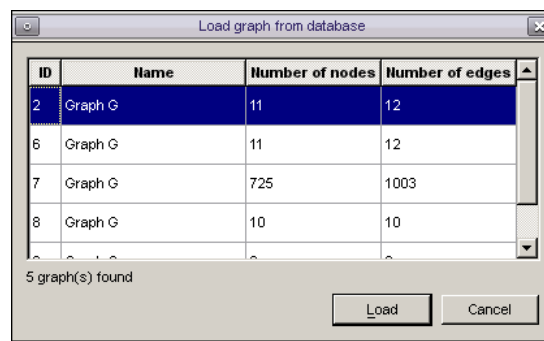 Load graph from database
ID Name Number of nodes Number of edges
2 Graph G 11 12
6 Graph G 11 12
7 Graph G 725 1003
8 Graph G 10 10
5 graph(s) found
Load Cancel